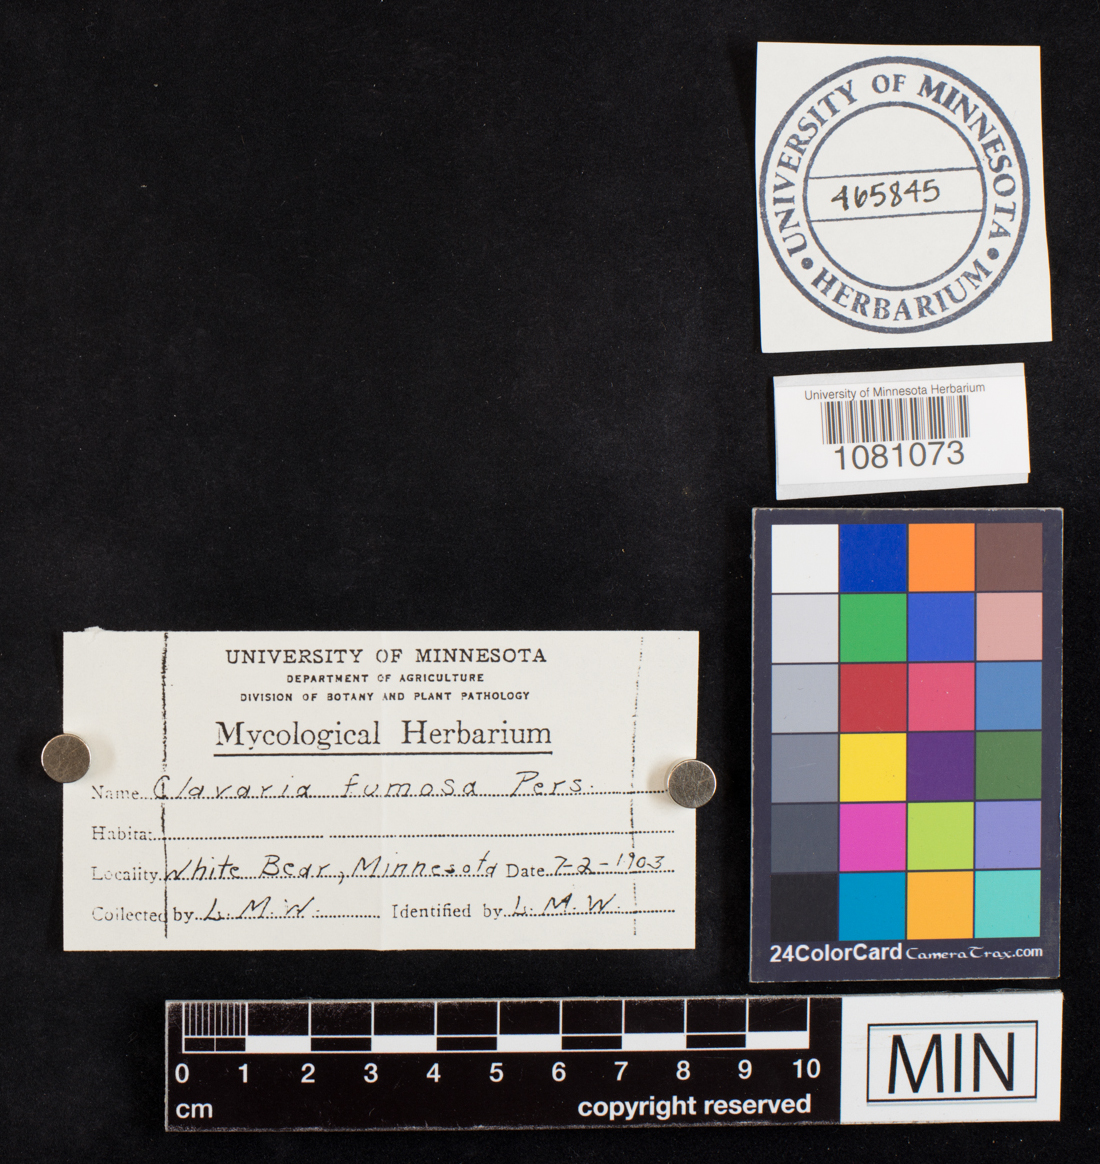 UNIVERSITY OF MINNESOTA
465845
• HERBARIUM •
University of Minnesota Herbarium
1081073
UNIVERSITY OF MINNESOTA
DEPARTMENT OF AGRICULTURE
DIVISION OF BOTANY AND PLANT PATHOLOGY
Mycological Herbarium
Name Clavaria fumosa Pers.
Habitat
Locality White Bear, Minnesota Date 7-2-1903
Collected by L. M. W. Identified by L. M. W.
24ColorCard CameraTrax.com
0 1 2 3 4 5 6 7 8 9 10
cm
copyright reserved
MIN